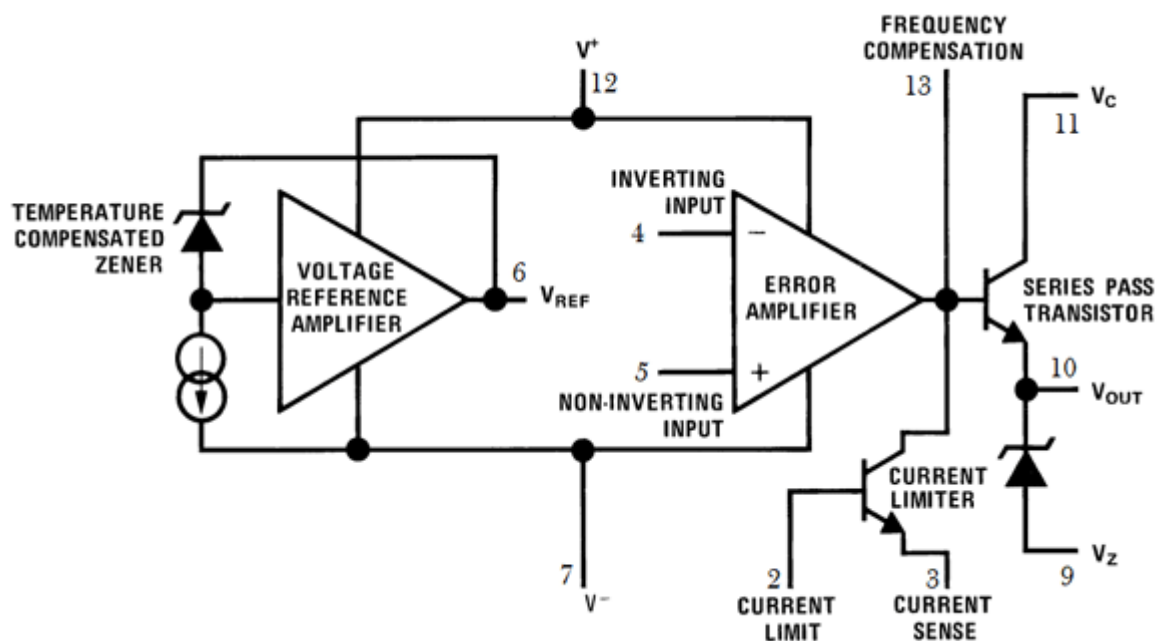 FREQUENCY
COMPENSATION
V+
12
13
VC
11
TEMPERATURE
COMPENSATED
ZENER
INVERTING
INPUT
4
−
VOLTAGE
REFERENCE
AMPLIFIER
6
VREF
ERROR
AMPLIFIER
SERIES PASS
TRANSISTOR
5
+
NON-INVERTING
INPUT
10
VOUT
CURRENT
LIMITER
7
V−
2
CURRENT
LIMIT
3
CURRENT
SENSE
VZ
9